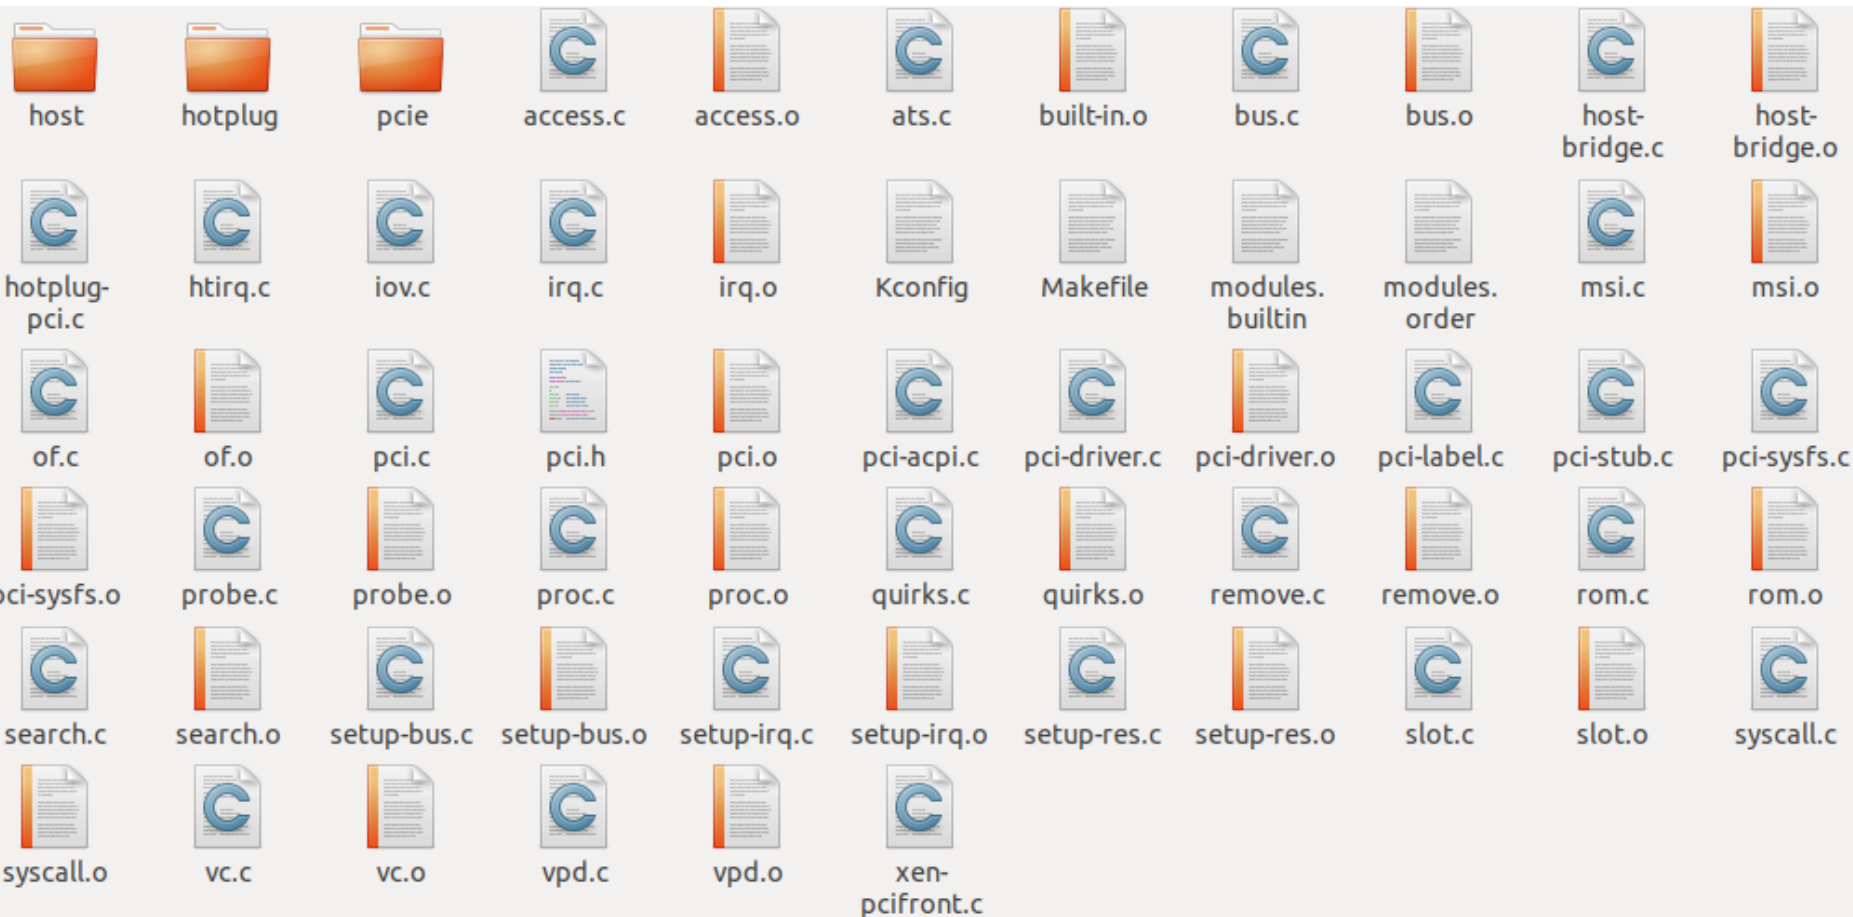 host hotplug pcie access.c access.o ats.c built-in.o bus.c bus.o host- host-
bridge.c bridge.o
hotplug- htirq.c iov.c irq.c irq.o Kconfig Makefile modules. modules. msi.c msi.o
pci.c builtin order
of.c of.o pci.c pci.h pci.o pci-acpi.c pci-driver.c pci-driver.o pci-label.c pci-stub.c pci-sysfs.c
pci-sysfs.o probe.c probe.o proc.c proc.o quirks.c quirks.o remove.c remove.o rom.c rom.o
search.c search.o setup-bus.c setup-bus.o setup-irq.c setup-irq.o setup-res.c setup-res.o slot.c slot.o syscall.c
syscall.o vc.c vc.o vpd.c vpd.o xen-
pcifront.c